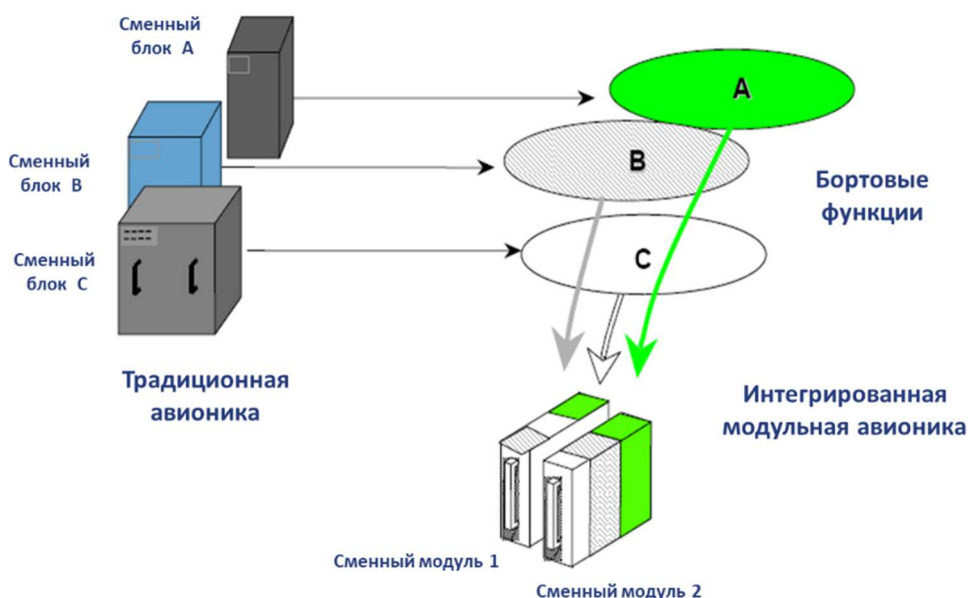 Сменный
блок А
Сменный
блок В
Сменный
блок С
A
B
C
Бортовые
функции
Традиционная
авионика
Интегрированная
модульная авионика
Сменный модуль 1
Сменный модуль 2